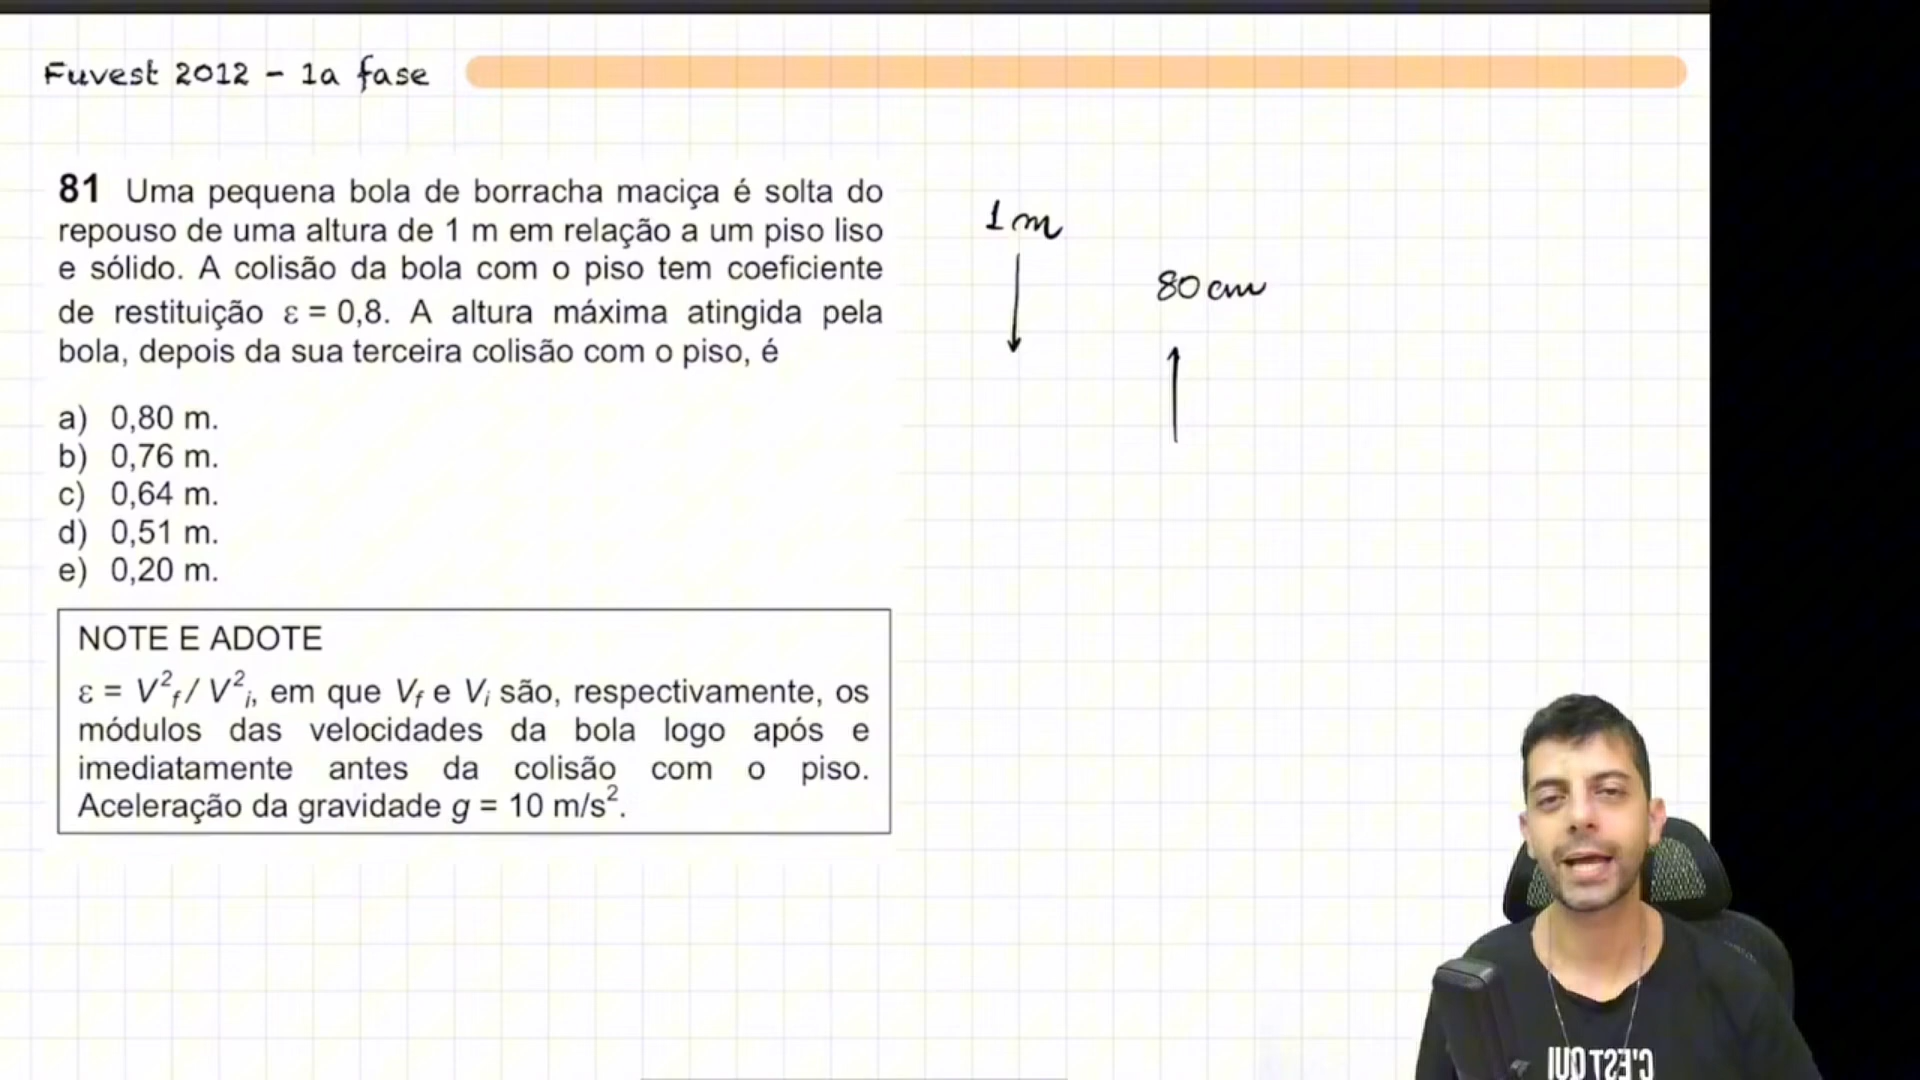 Fuvest 2012 - 1a fase
81 Uma pequena bola de borracha maciça é solta do
repouso de uma altura de 1 m em relação a um piso liso
e sólido. A colisão da bola com o piso tem coeficiente
de restituição ε = 0,8. A altura máxima atingida pela
bola, depois da sua terceira colisão com o piso, é
a) 0,80 m.
b) 0,76 m.
c) 0,64 m.
d) 0,51 m.
e) 0,20 m.
NOTE E ADOTE
ε = V²f / V²i, em que Vf e Vi são, respectivamente, os
módulos das velocidades da bola logo após e
imediatamente antes da colisão com o piso.
Aceleração da gravidade g = 10 m/s².
1m
80cm
C'EST QUI